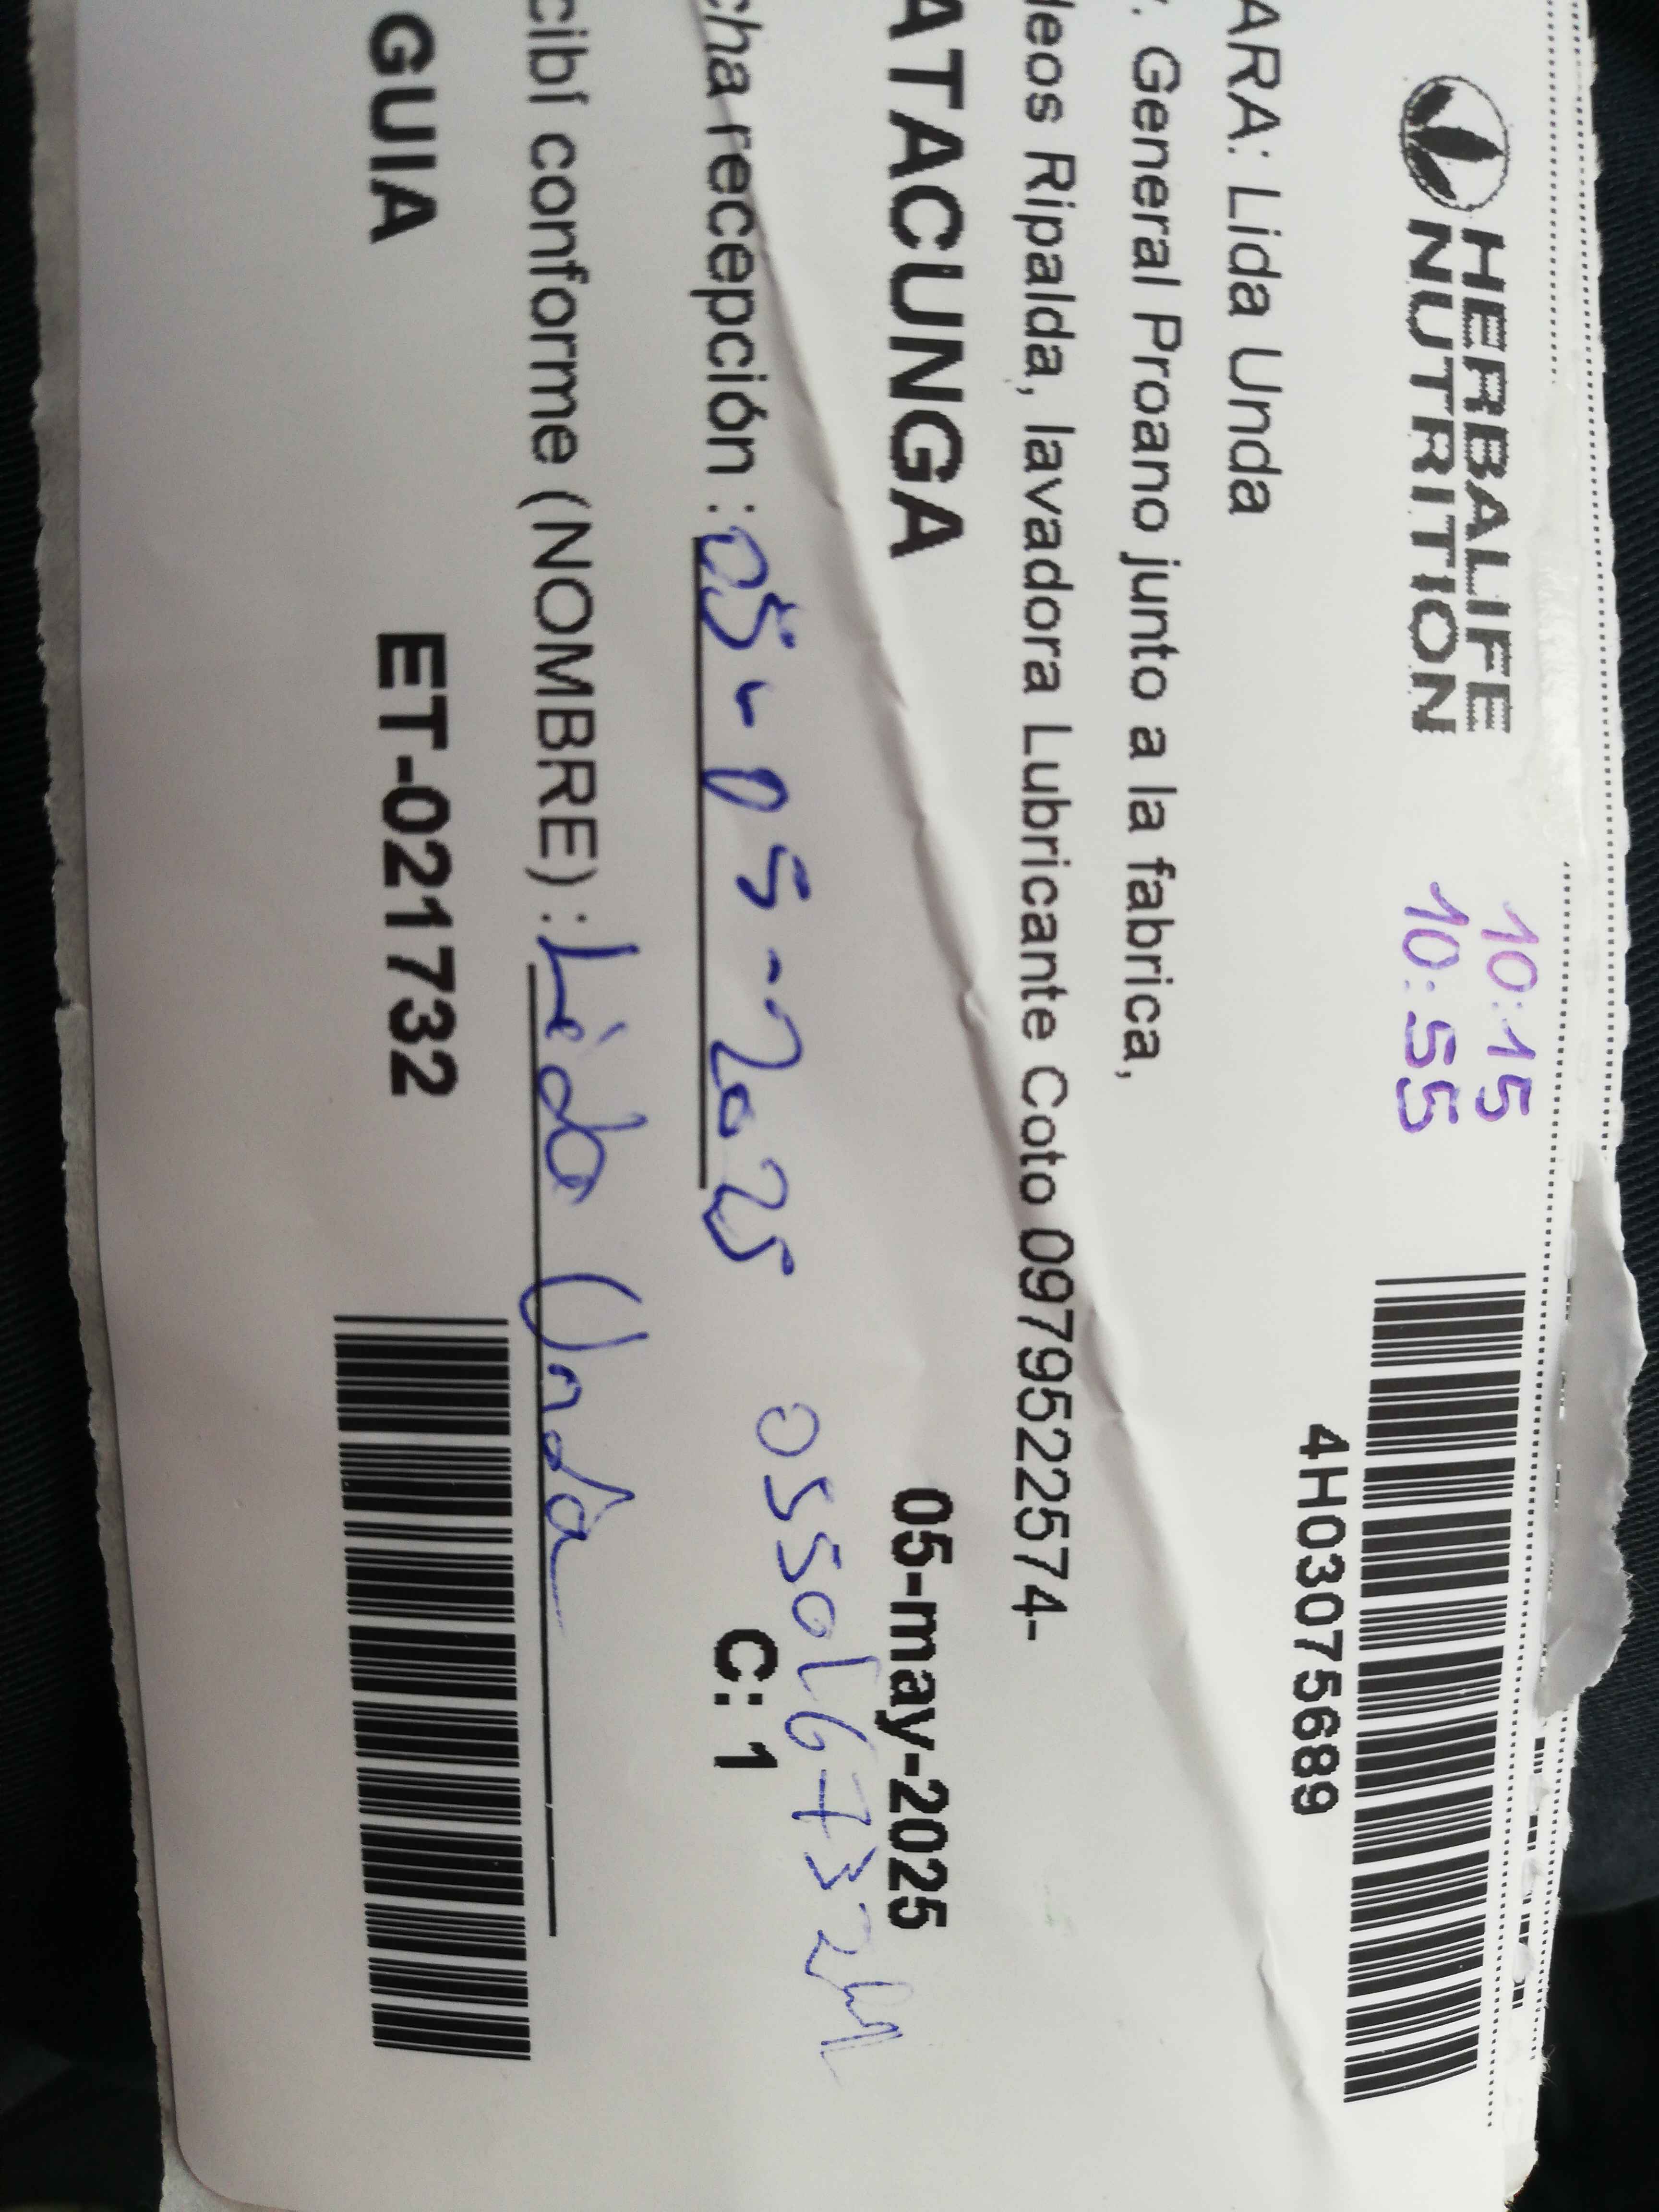 HERBALIFE
NUTRITION
10:15
10:55
4H03075689
ARA: Lida Unda
. General Proano junto a la fabrica,
leos Ripalda, lavadora Lubricante Coto 0979522574-
ATACUNGA
05-may-2025
cha recepción : 05-05-2025
C: 1
cibí conforme (NOMBRE) : Lida Unda
GUIA
ET-021732